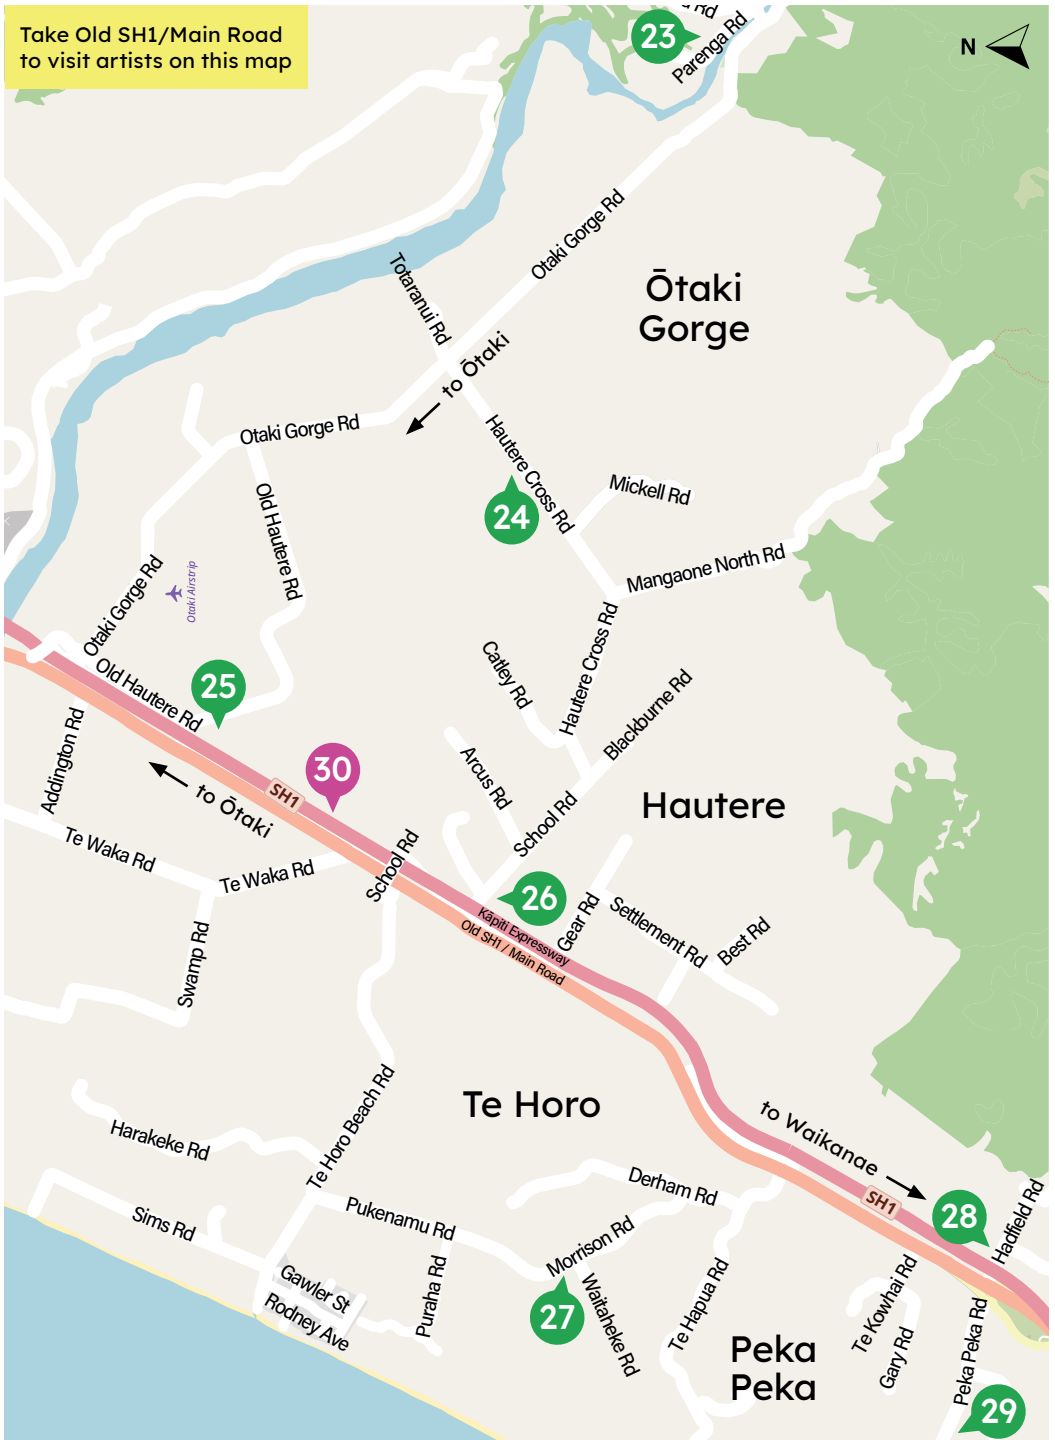 Take Old SH1/Main Road
to visit artists on this map
Rd
23
Parenga Rd
N
Otaki Gorge Rd
Totaranui Rd
Ōtaki
Gorge
to Ōtaki
Otaki Gorge Rd
Hautere Cross Rd
Mickell Rd
24
Old Hautere Rd
Otaki Airstrip
Otaki Gorge Rd
Mangaone North Rd
Hautere Cross Rd
Catley Rd
Blackburne Rd
Old Hautere Rd
25
Addington Rd
30
SH1
to Ōtaki
Arcus Rd
Hautere
School Rd
Te Waka Rd
Te Waka Rd
School Rd
26
Kāpiti Expressway
Old SH1 / Main Road
Gear Rd
Settlement Rd
Best Rd
Swamp Rd
Te Horo
Te Horo Beach Rd
Harakeke Rd
to Waikanae
SH1
28
Hadfield Rd
Derham Rd
Pukenamu Rd
Sims Rd
Morrison Rd
Gawler St
Rodney Ave
Puraha Rd
27
Waitaheke Rd
Te Hapua Rd
Te Kowhai Rd
Gary Rd
Peka
Peka
Peka Peka Rd
29